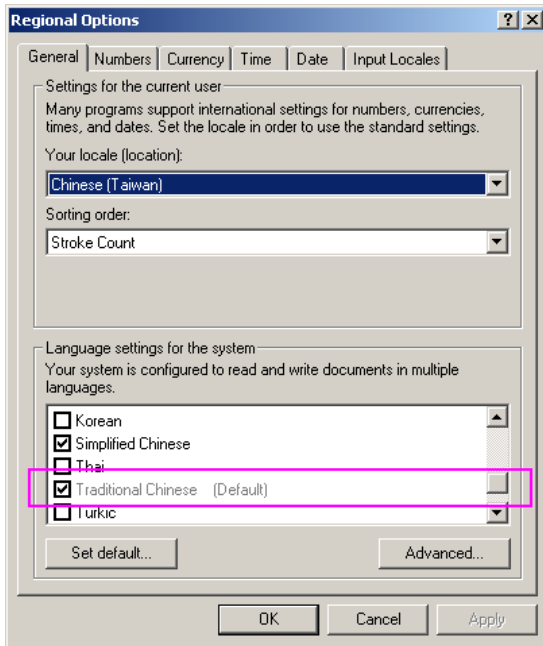 Regional Options
General Numbers Currency Time Date Input Locales
Settings for the current user
Many programs support international settings for numbers, currencies,
times, and dates. Set the locale in order to use the standard settings.
Your locale (location):
Chinese (Taiwan)
Sorting order:
Stroke Count
Language settings for the system
Your system is configured to read and write documents in multiple
languages.
Korean
Simplified Chinese
Thai
Traditional Chinese (Default)
Turkic
Set default... Advanced...
OK Cancel Apply